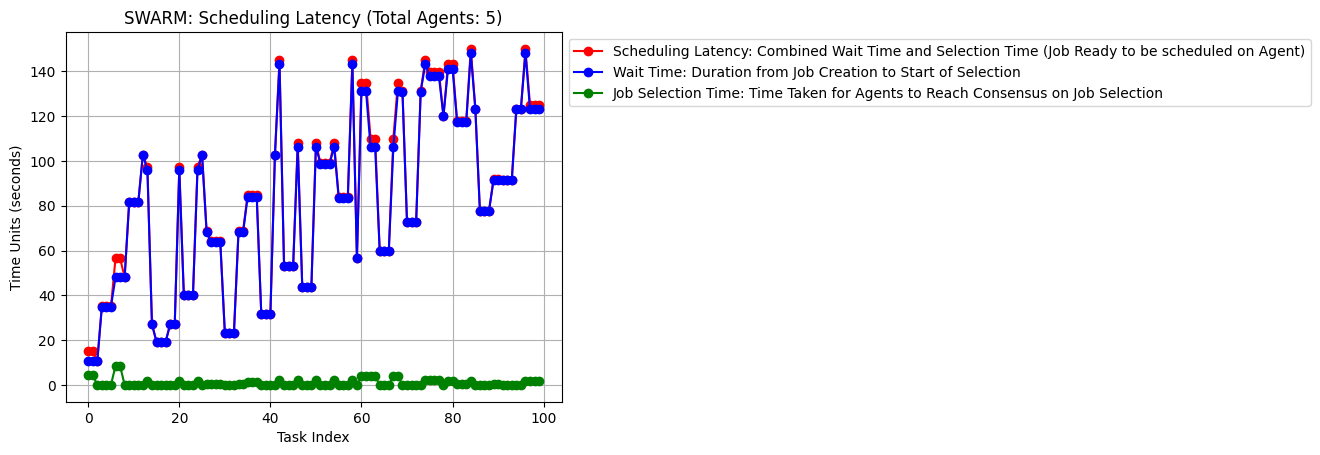 SWARM: Scheduling Latency (Total Agents: 5)
Scheduling Latency: Combined Wait Time and Selection Time (Job Ready to be scheduled on Agent)
Wait Time: Duration from Job Creation to Start of Selection
Job Selection Time: Time Taken for Agents to Reach Consensus on Job Selection
Time Units (seconds)
140
120
100
80
60
40
20
0
0 20 40 60 80 100
Task Index